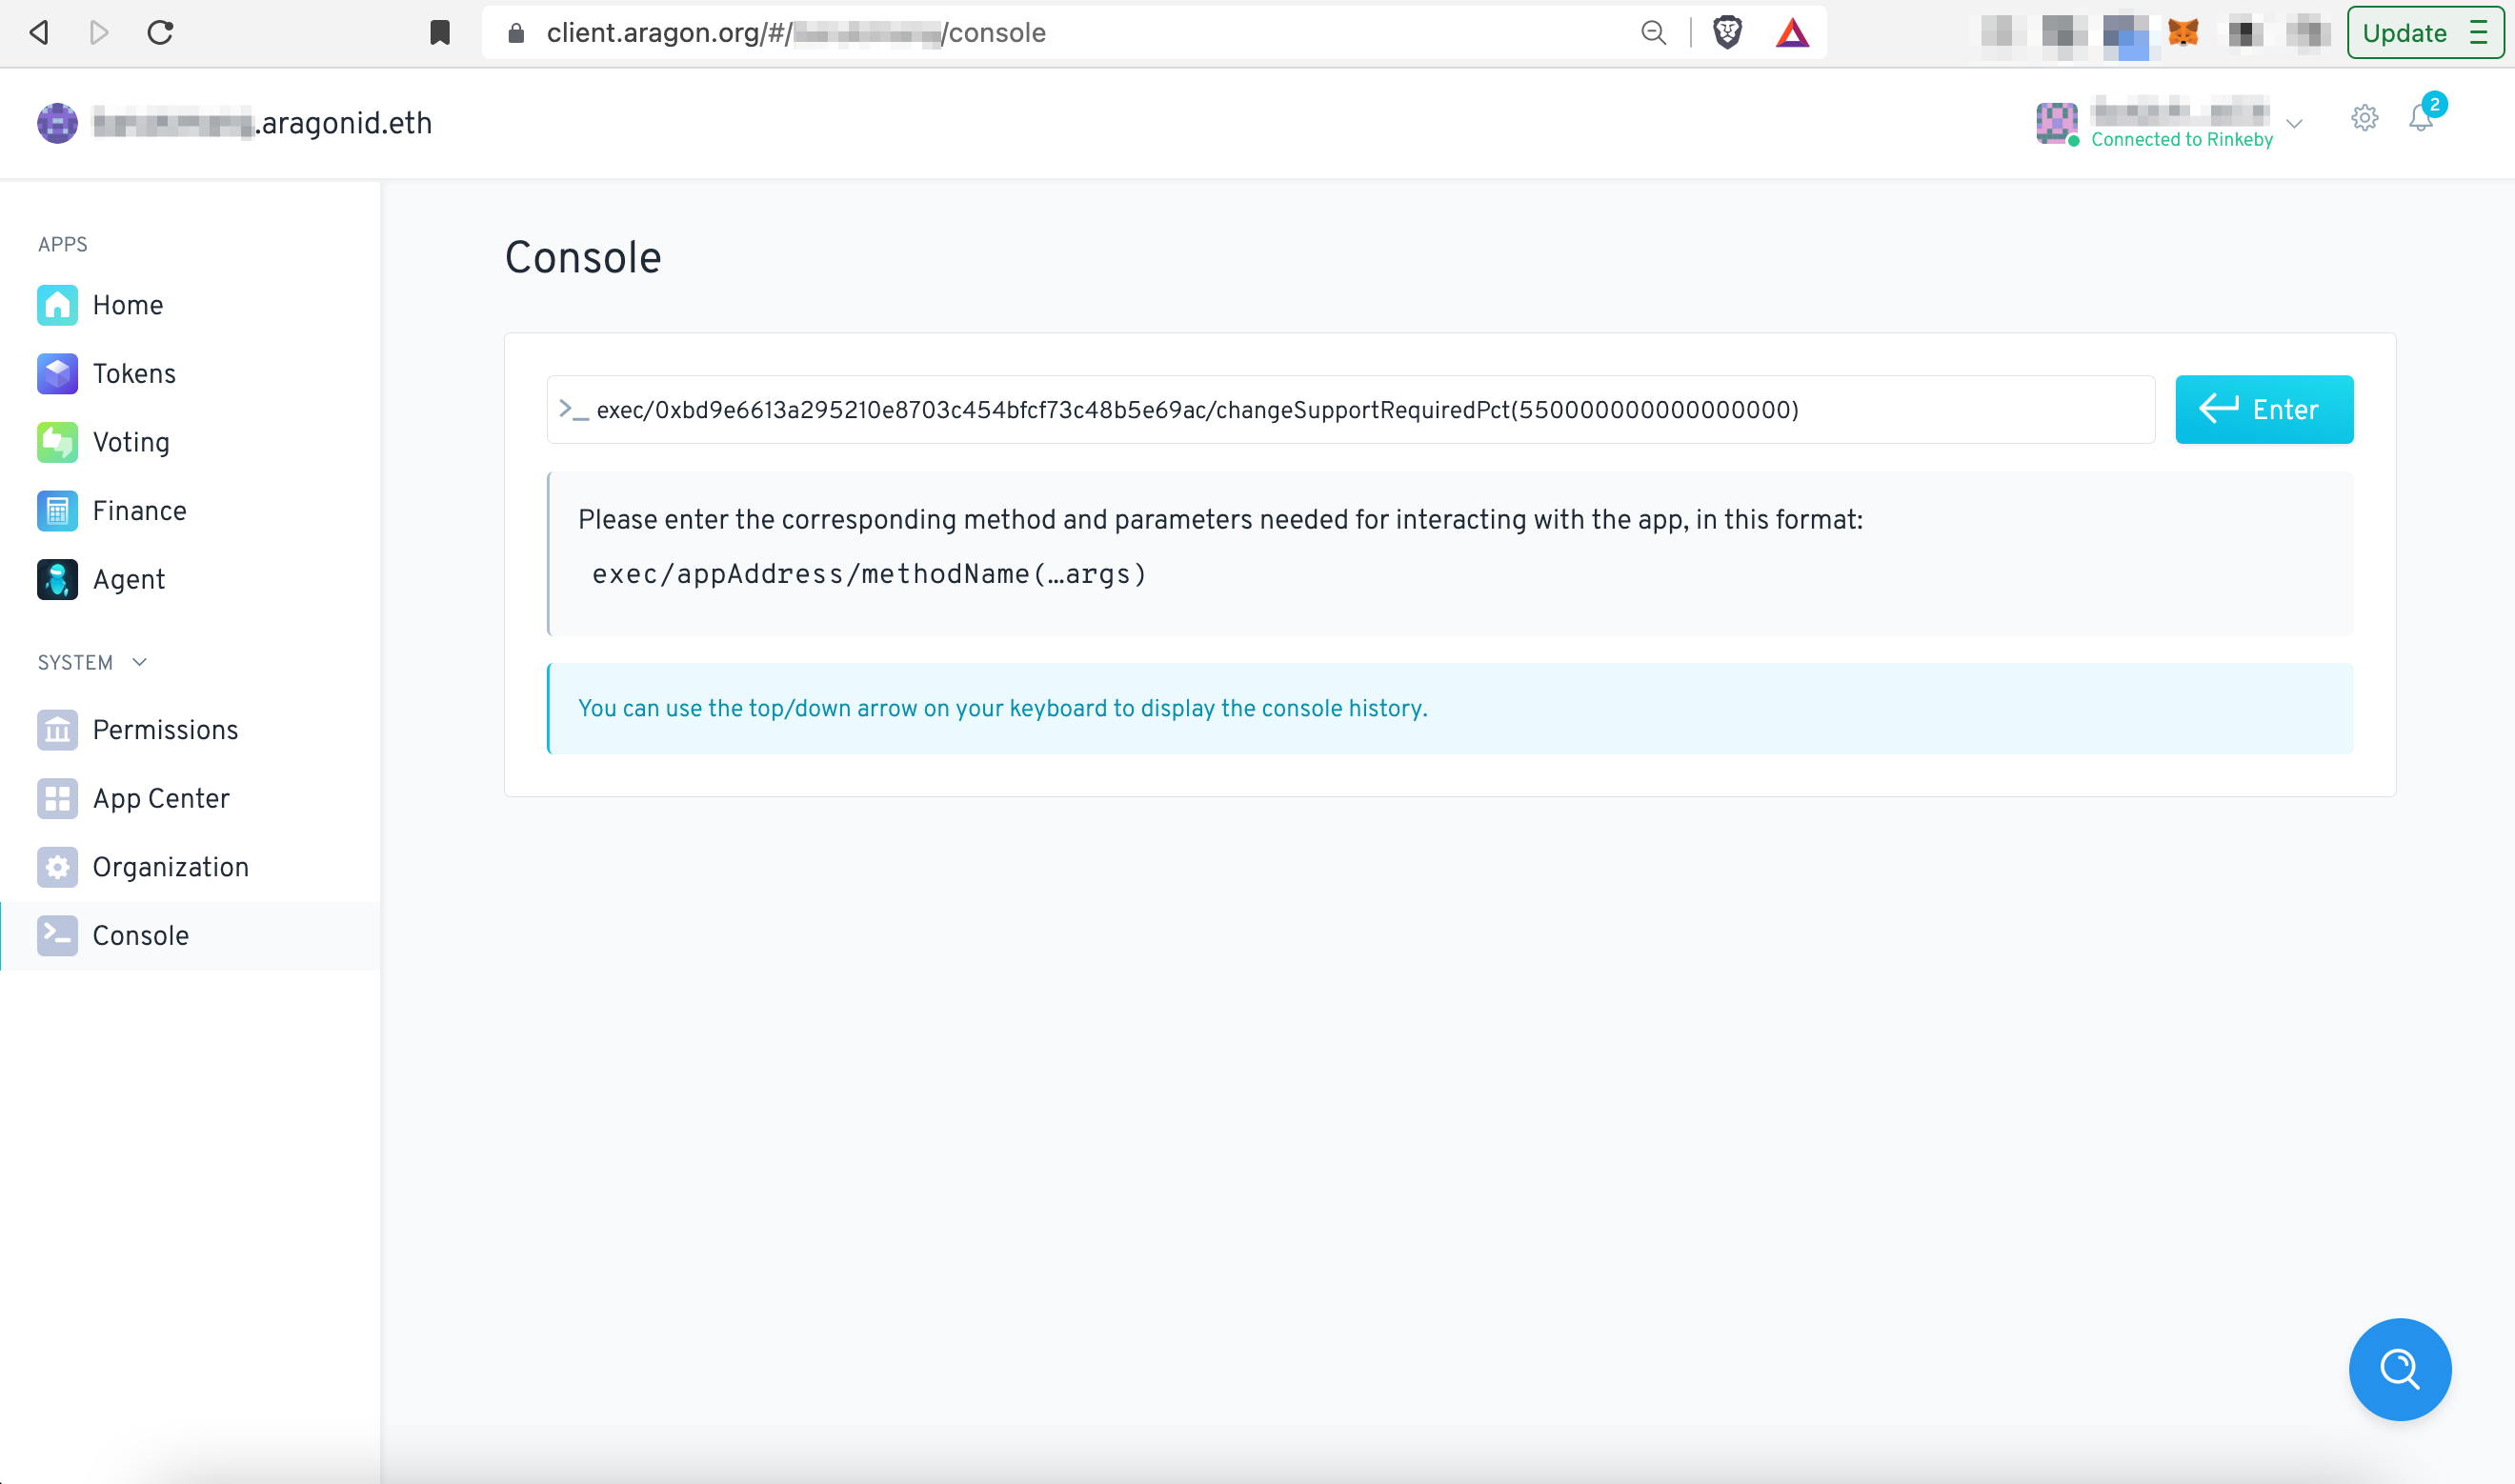 client.aragon.org/#/
/console
Update
.aragonid.eth
Connected to Rinkeby
2
APPS
Home
Tokens
Voting
Finance
Agent
SYSTEM
Permissions
App Center
Organization
Console
Console
>_ exec/0xbd9e6613a295210e8703c454bfcf73c48b5e69ac/changeSupportRequiredPct(550000000000000000)
Enter
Please enter the corresponding method and parameters needed for interacting with the app, in this format:
exec/appAddress/methodName(…args)
You can use the top/down arrow on your keyboard to display the console history.